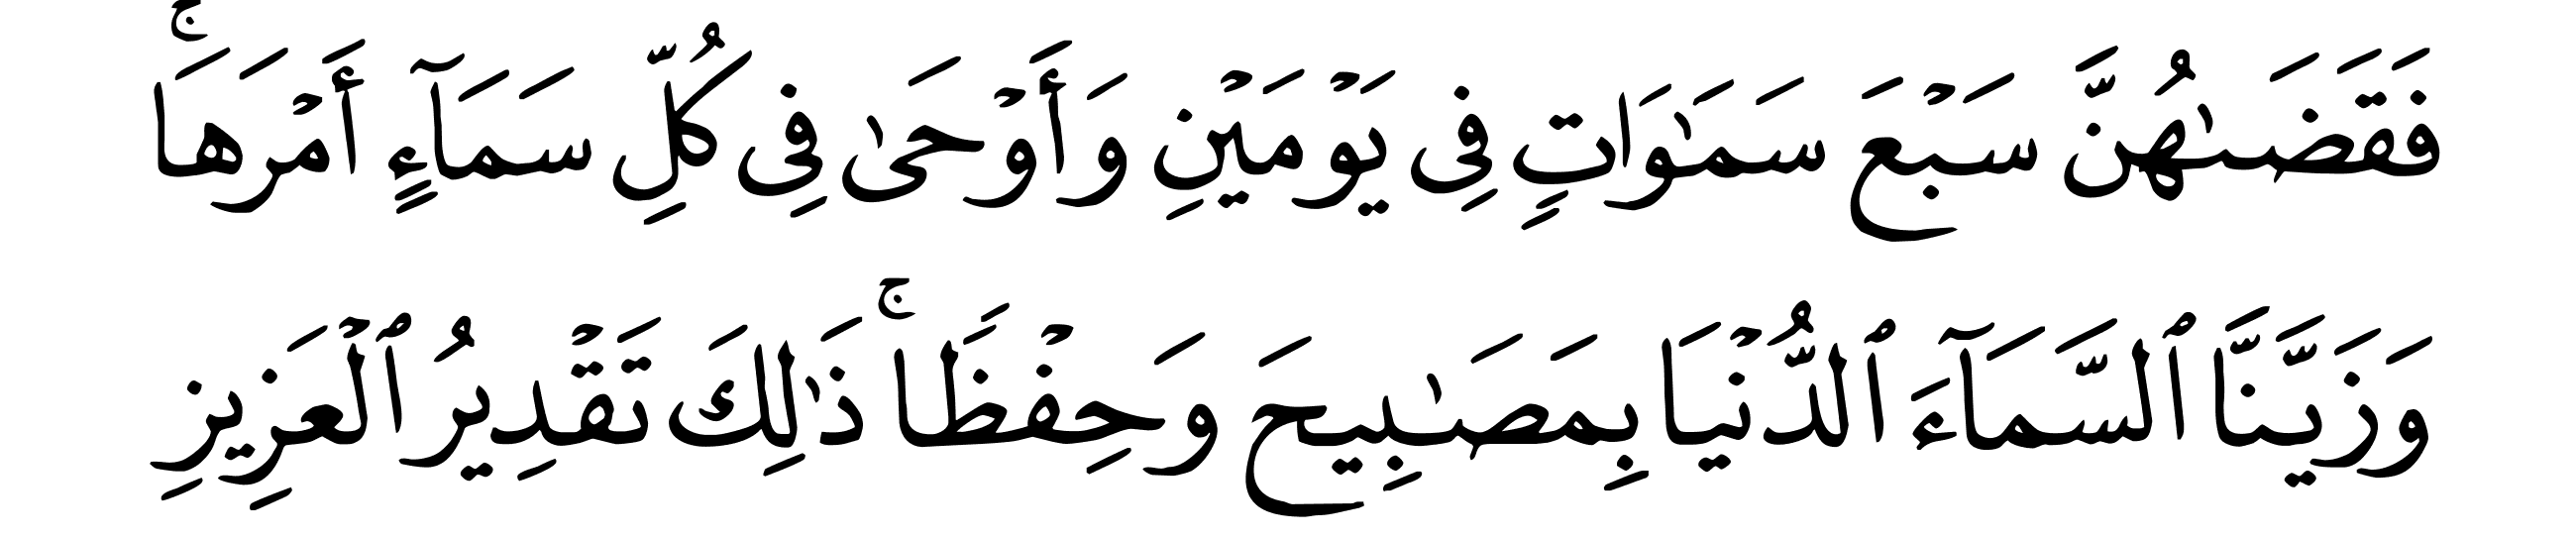 فَقَضَىٰهُنَّ سَبْعَ سَمَٰوَاتٍ فِى يَوْمَيْنِ وَأَوْحَىٰ فِى كُلِّ سَمَآءٍ أَمْرَهَا ۚ
وَزَيَّنَّا ٱلسَّمَآءَ ٱلدُّنْيَا بِمَصَٰبِيحَ وَحِفْظًا ۚ ذَٰلِكَ تَقْدِيرُ ٱلْعَزِيزِ